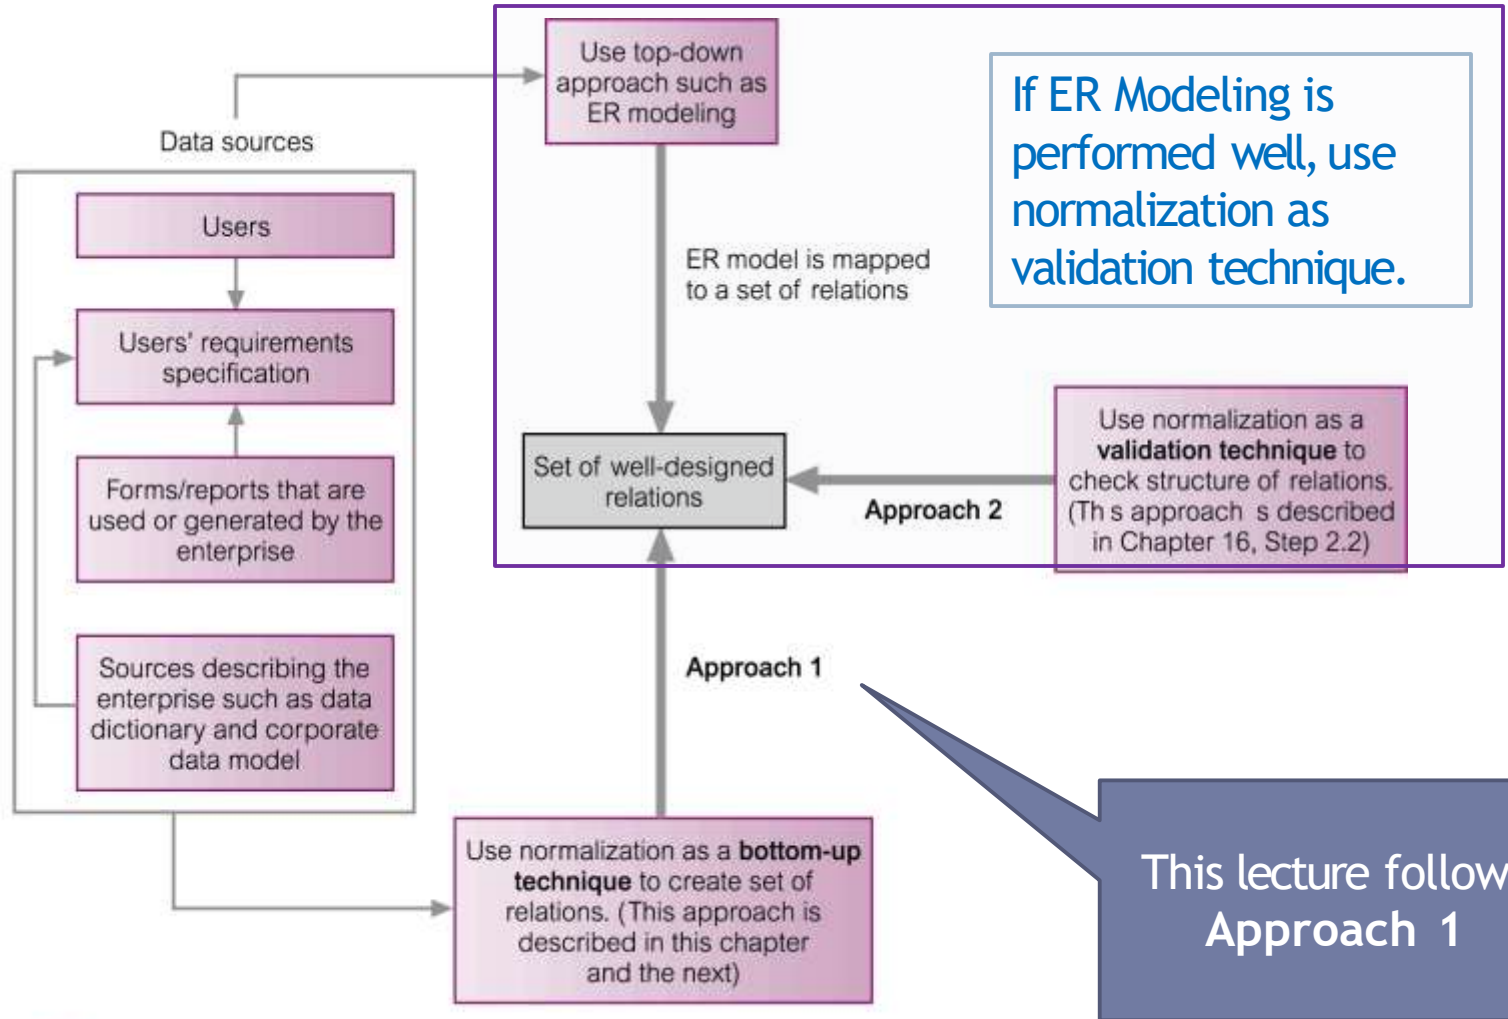 Use top-down
approach such as
ER modeling
If ER Modeling is
performed well, use
normalization as
validation technique.
Data sources
Users
Users' requirements
specification
Forms/reports that are
used or generated by the
enterprise
Sources describing the
enterprise such as data
dictionary and corporate
data model
ER model is mapped
to a set of relations
Set of well-designed
relations
Approach 2
Use normalization as a
validation technique to
check structure of relations.
(Th s approach s described
in Chapter 16, Step 2.2)
Approach 1
Use normalization as a bottom-up
technique to create set of
relations. (This approach is
described in this chapter
and the next)
This lecture follow
Approach 1